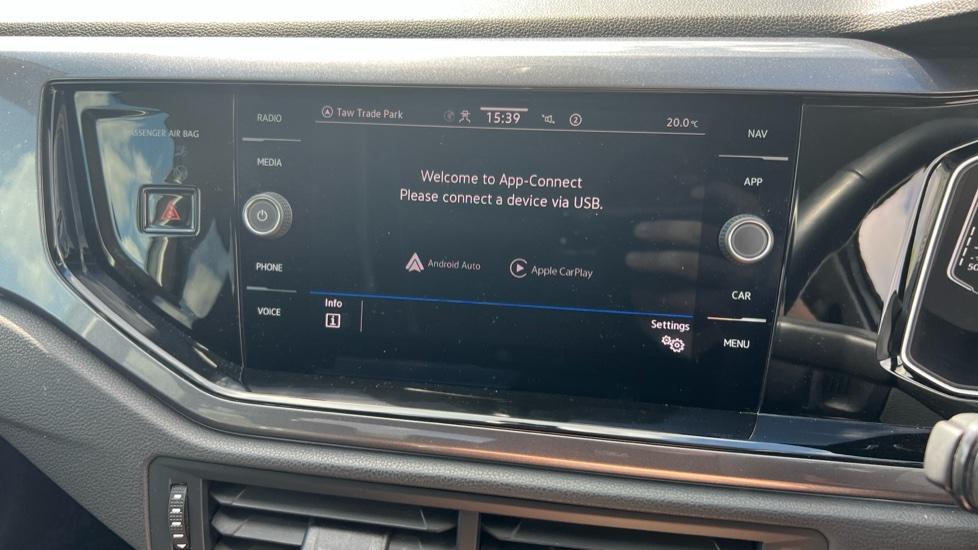 PASSENGER AIR BAG
RADIO
MEDIA
PHONE
VOICE
Taw Trade Park
15:39
2
20.0°C
Welcome to App-Connect
Please connect a device via USB.
Android Auto
Apple CarPlay
Info
Settings
NAV
APP
CAR
MENU
50